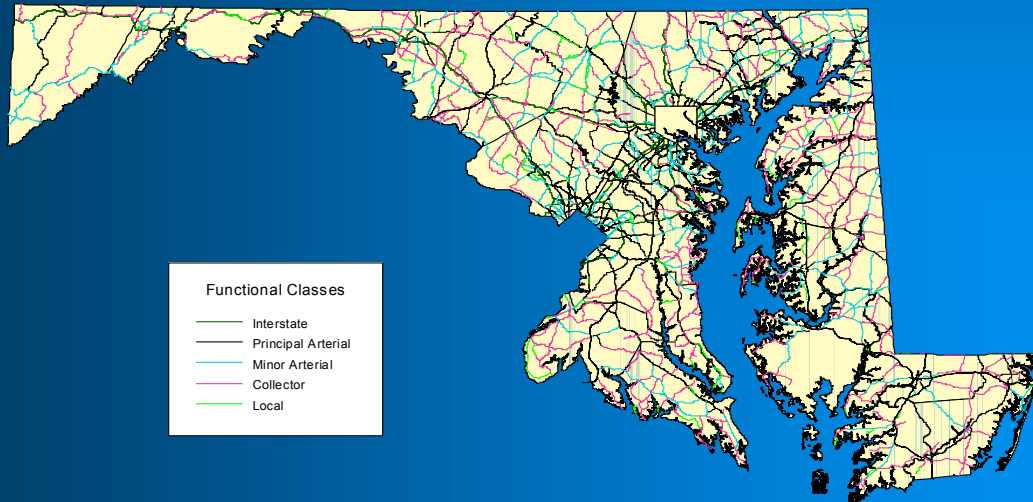 Functional Classes
Interstate
Principal Arterial
Minor Arterial
Collector
Local